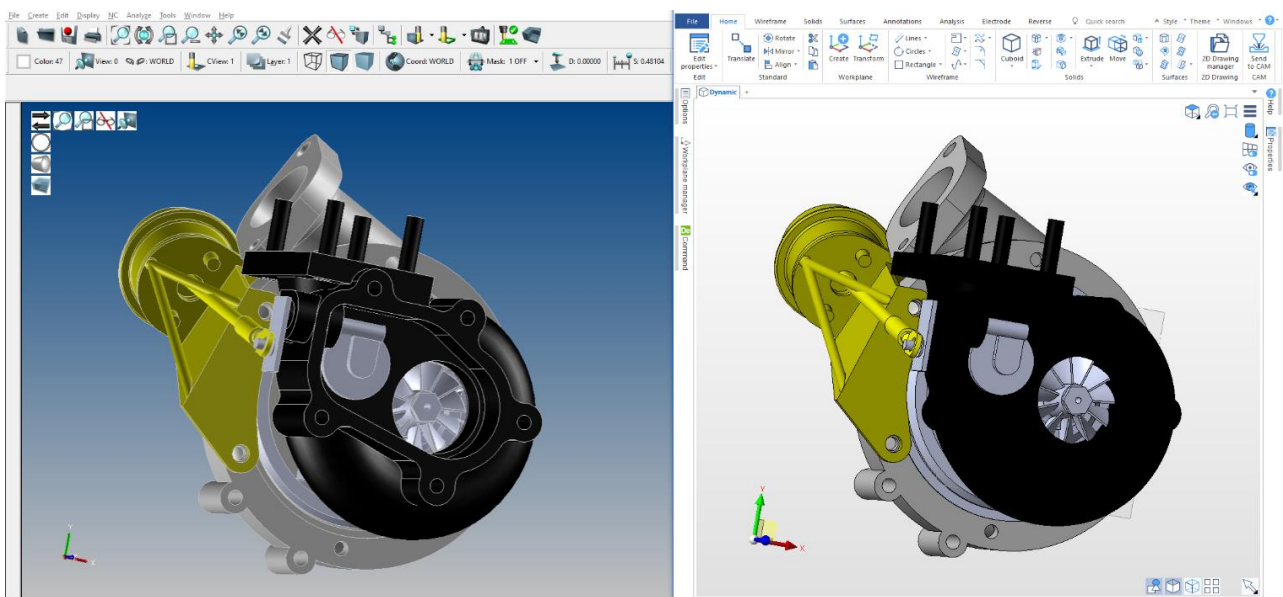 File Create Edit Display NC Analyze Tools Window Help
Color: 47 View: 0 : WORLD CView: 1 Layer: 1 Coord: WORLD Mask: 1 OFF D: 0.00000 S: 0.48104
Y
X
File Home Wireframe Solids Surfaces Annotations Analysis Electrode Reverse Quick search Style Theme Windows
Edit properties Translate Rotate Mirror Align Create Transform Lines Circles Rectangle Cuboid Extrude Move 2D Drawing manager Send to CAM
Edit Standard Workplane Wireframe Solids Surfaces 2D Drawing CAM
Dynamic
Options
Workplane manager
Command
Help
Properties
Y
X